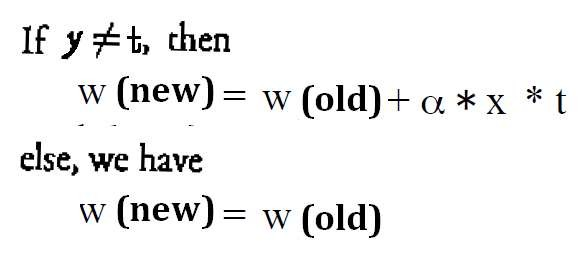 If y ≠ t, then
w (new) = w (old) + α * x * t
else, we have
w (new) = w (old)